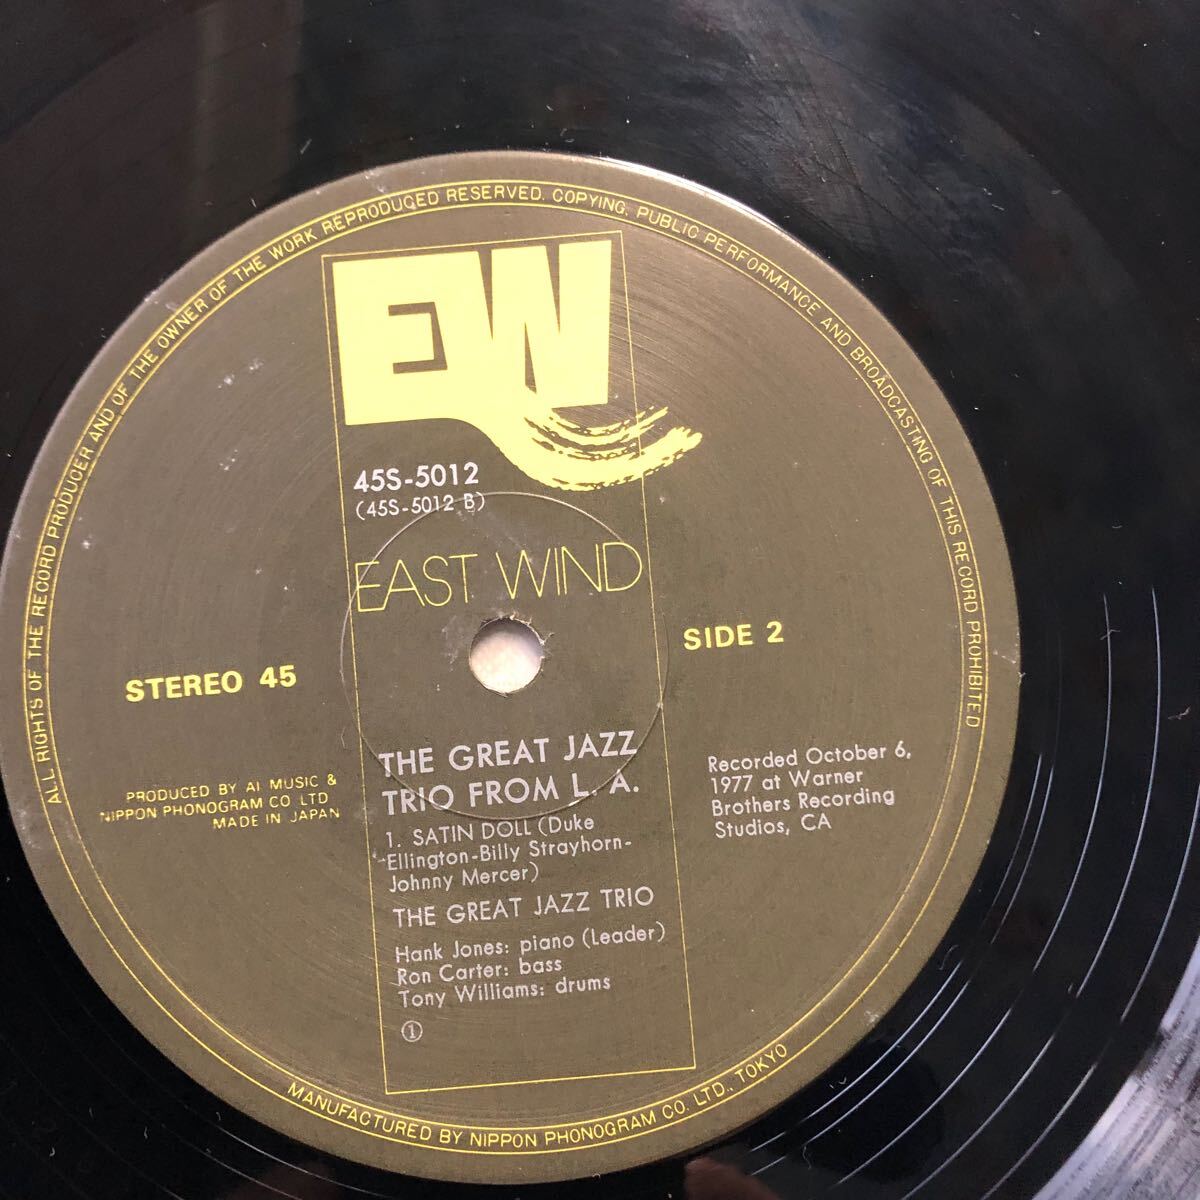 ALL RIGHTS OF THE RECORD PRODUCER AND OF THE OWNER OF THE WORK REPRODUCED RESERVED. COPYING, PUBLIC PERFORMANCE AND BROADCASTING OF THIS RECORD PROHIBITED
EW
45S-5012
(45S-5012 B)
EAST WIND
STEREO 45
SIDE 2
PRODUCED BY AI MUSIC &
NIPPON PHONOGRAM CO LTD
MADE IN JAPAN
THE GREAT JAZZ
TRIO FROM L. A.
1. SATIN DOLL (Duke
Ellington-Billy Strayhorn-
Johnny Mercer)
THE GREAT JAZZ TRIO
Hank Jones: piano (Leader)
Ron Carter: bass
Tony Williams: drums
①
Recorded October 6,
1977 at Warner
Brothers Recording
Studios, CA
MANUFACTURED BY NIPPON PHONOGRAM CO. LTD., TOKYO